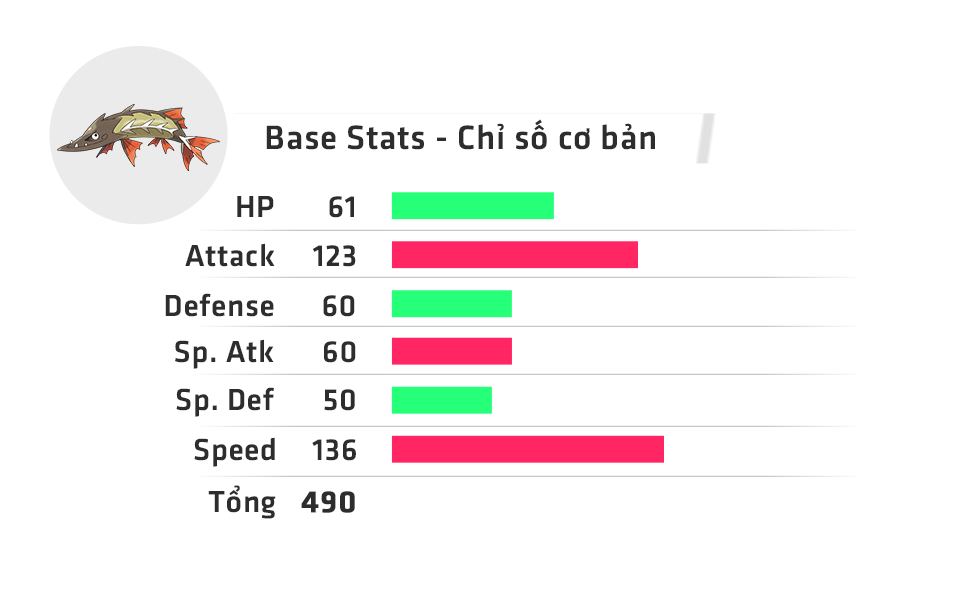 Base Stats - Chỉ số cơ bản
HP 61
Attack 123
Defense 60
Sp. Atk 60
Sp. Def 50
Speed 136
Tổng 490